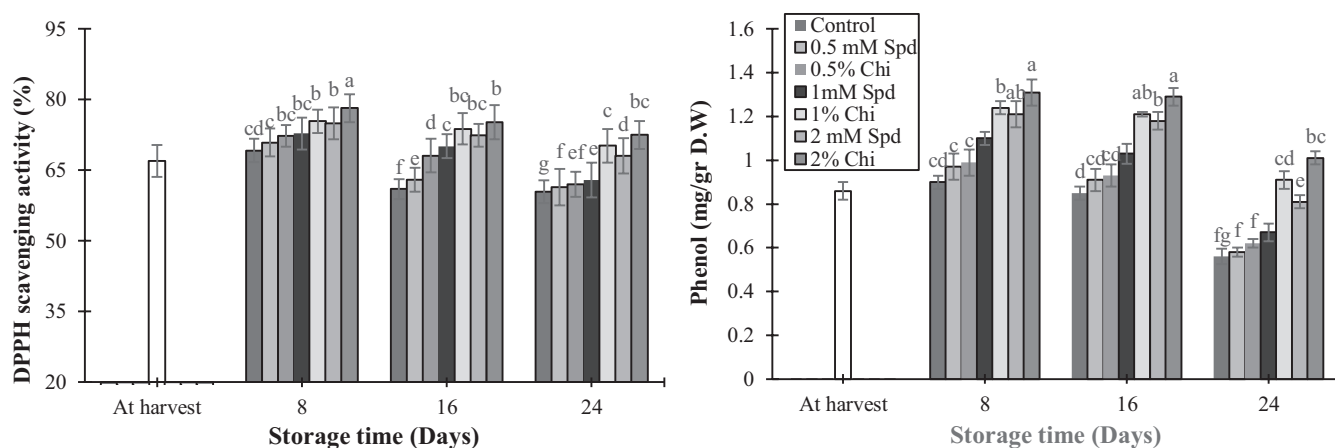 DPPH scavenging activity (%)
95
80
65
50
35
20
cd c bc bc b b a
f e d c bc bc b
g f ef e c d bc
At harvest 8 16 24
Storage time (Days)
Phenol (mg/gr D.W)
1.6
1.4
1.2
1
0.8
0.6
0.4
0.2
0
Control
0.5 mM Spd
0.5% Chi
1mM Spd
1% Chi
2 mM Spd
2% Chi
cd c c b ab a
d cd cd ab b a
fg f f cd e bc
At harvest 8 16 24
Storage time (Days)